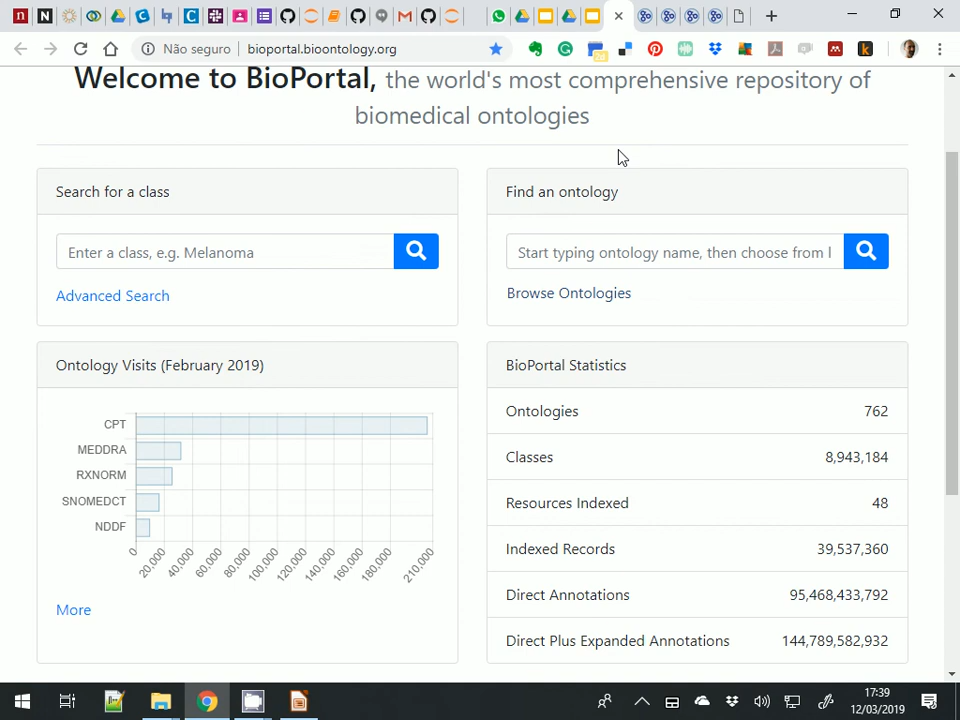 Não seguro
bioportal.bioontology.org
Welcome to BioPortal, the world's most comprehensive repository of
biomedical ontologies
Search for a class
Enter a class, e.g. Melanoma
Advanced Search
Find an ontology
Start typing ontology name, then choose from l
Browse Ontologies
Ontology Visits (February 2019)
CPT
MEDDRA
RXNORM
SNOMEDCT
NDDF
0
20,000
40,000
60,000
80,000
100,000
120,000
140,000
160,000
180,000
210,000
More
BioPortal Statistics
Ontologies 762
Classes 8,943,184
Resources Indexed 48
Indexed Records 39,537,360
Direct Annotations 95,468,433,792
Direct Plus Expanded Annotations 144,789,582,932
17:39
12/03/2019